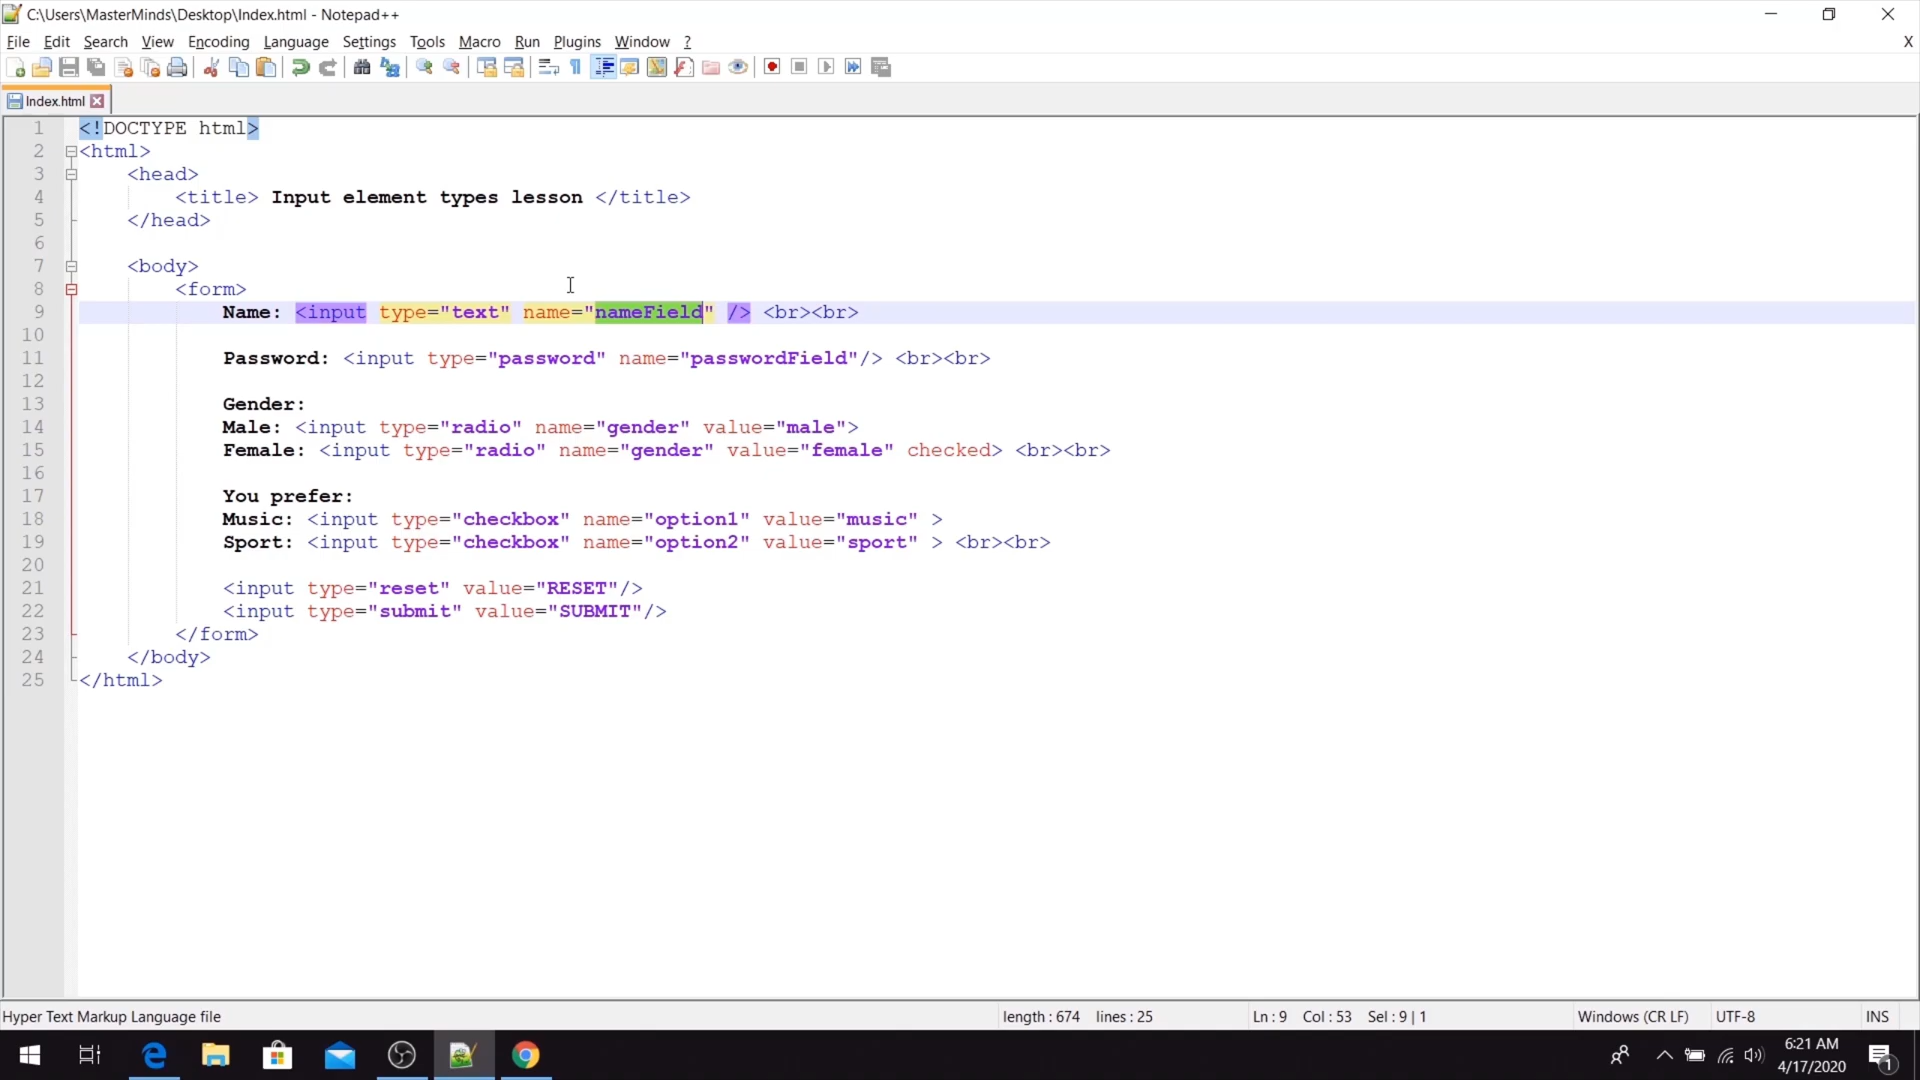 C:\Users\MasterMinds\Desktop\Index.html - Notepad++
File Edit Search View Encoding Language Settings Tools Macro Run Plugins Window ? X
Index.html
1 <!DOCTYPE html>
2 <html>
3 <head>
4 <title> Input element types lesson </title>
5 </head>
6
7 <body>
8 <form>
9 Name: <input type="text" name="nameField" /> <br><br>
10
11 Password: <input type="password" name="passwordField"/> <br><br>
12
13 Gender:
14 Male: <input type="radio" name="gender" value="male">
15 Female: <input type="radio" name="gender" value="female" checked> <br><br>
16
17 You prefer:
18 Music: <input type="checkbox" name="option1" value="music" >
19 Sport: <input type="checkbox" name="option2" value="sport" > <br><br>
20
21 <input type="reset" value="RESET"/>
22 <input type="submit" value="SUBMIT"/>
23 </form>
24 </body>
25 </html>
Hyper Text Markup Language file length : 674 lines : 25 Ln : 9 Col : 53 Sel : 9 | 1 Windows (CR LF) UTF-8 INS
6:21 AM
4/17/2020
1